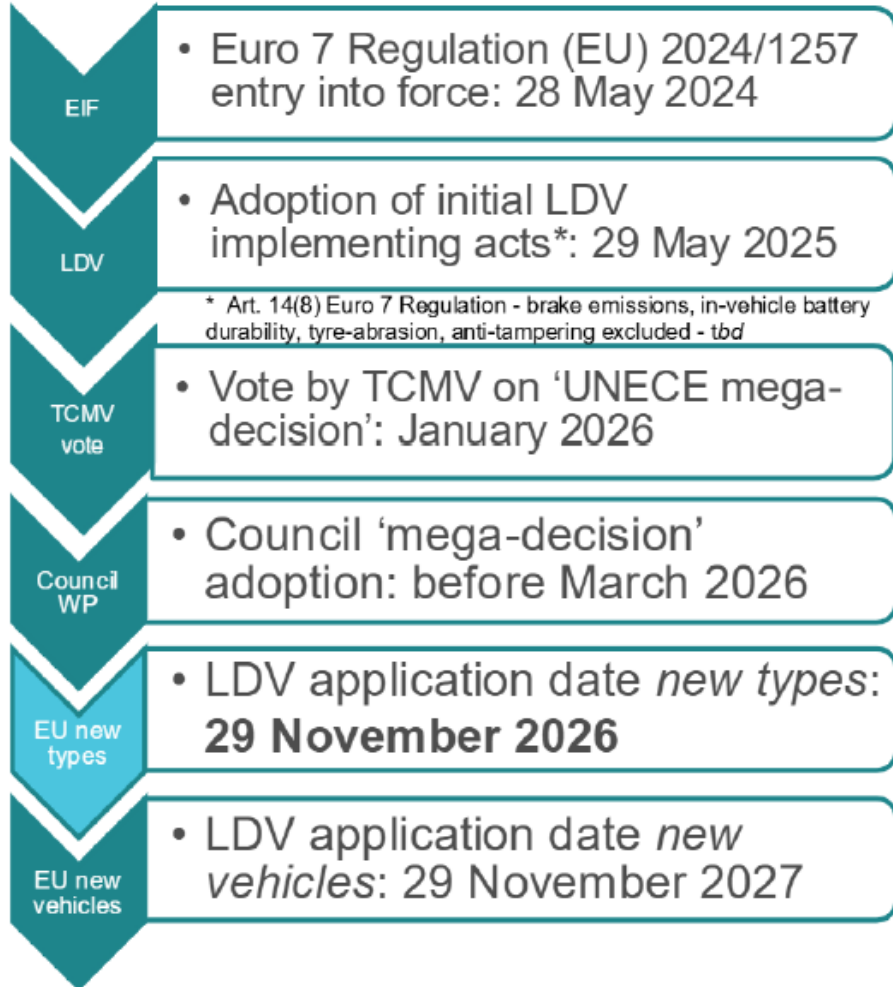 EIF
• Euro 7 Regulation (EU) 2024/1257
entry into force: 28 May 2024
LDV
• Adoption of initial LDV
implementing acts*: 29 May 2025
* Art. 14(8) Euro 7 Regulation - brake emissions, in-vehicle battery
durability, tyre-abrasion, anti-tampering excluded - tbd
TCMV
vote
• Vote by TCMV on ‘UNECE mega-
decision’: January 2026
Council
WP
• Council ‘mega-decision’
adoption: before March 2026
EU new
types
• LDV application date new types:
29 November 2026
EU new
vehicles
• LDV application date new
vehicles: 29 November 2027